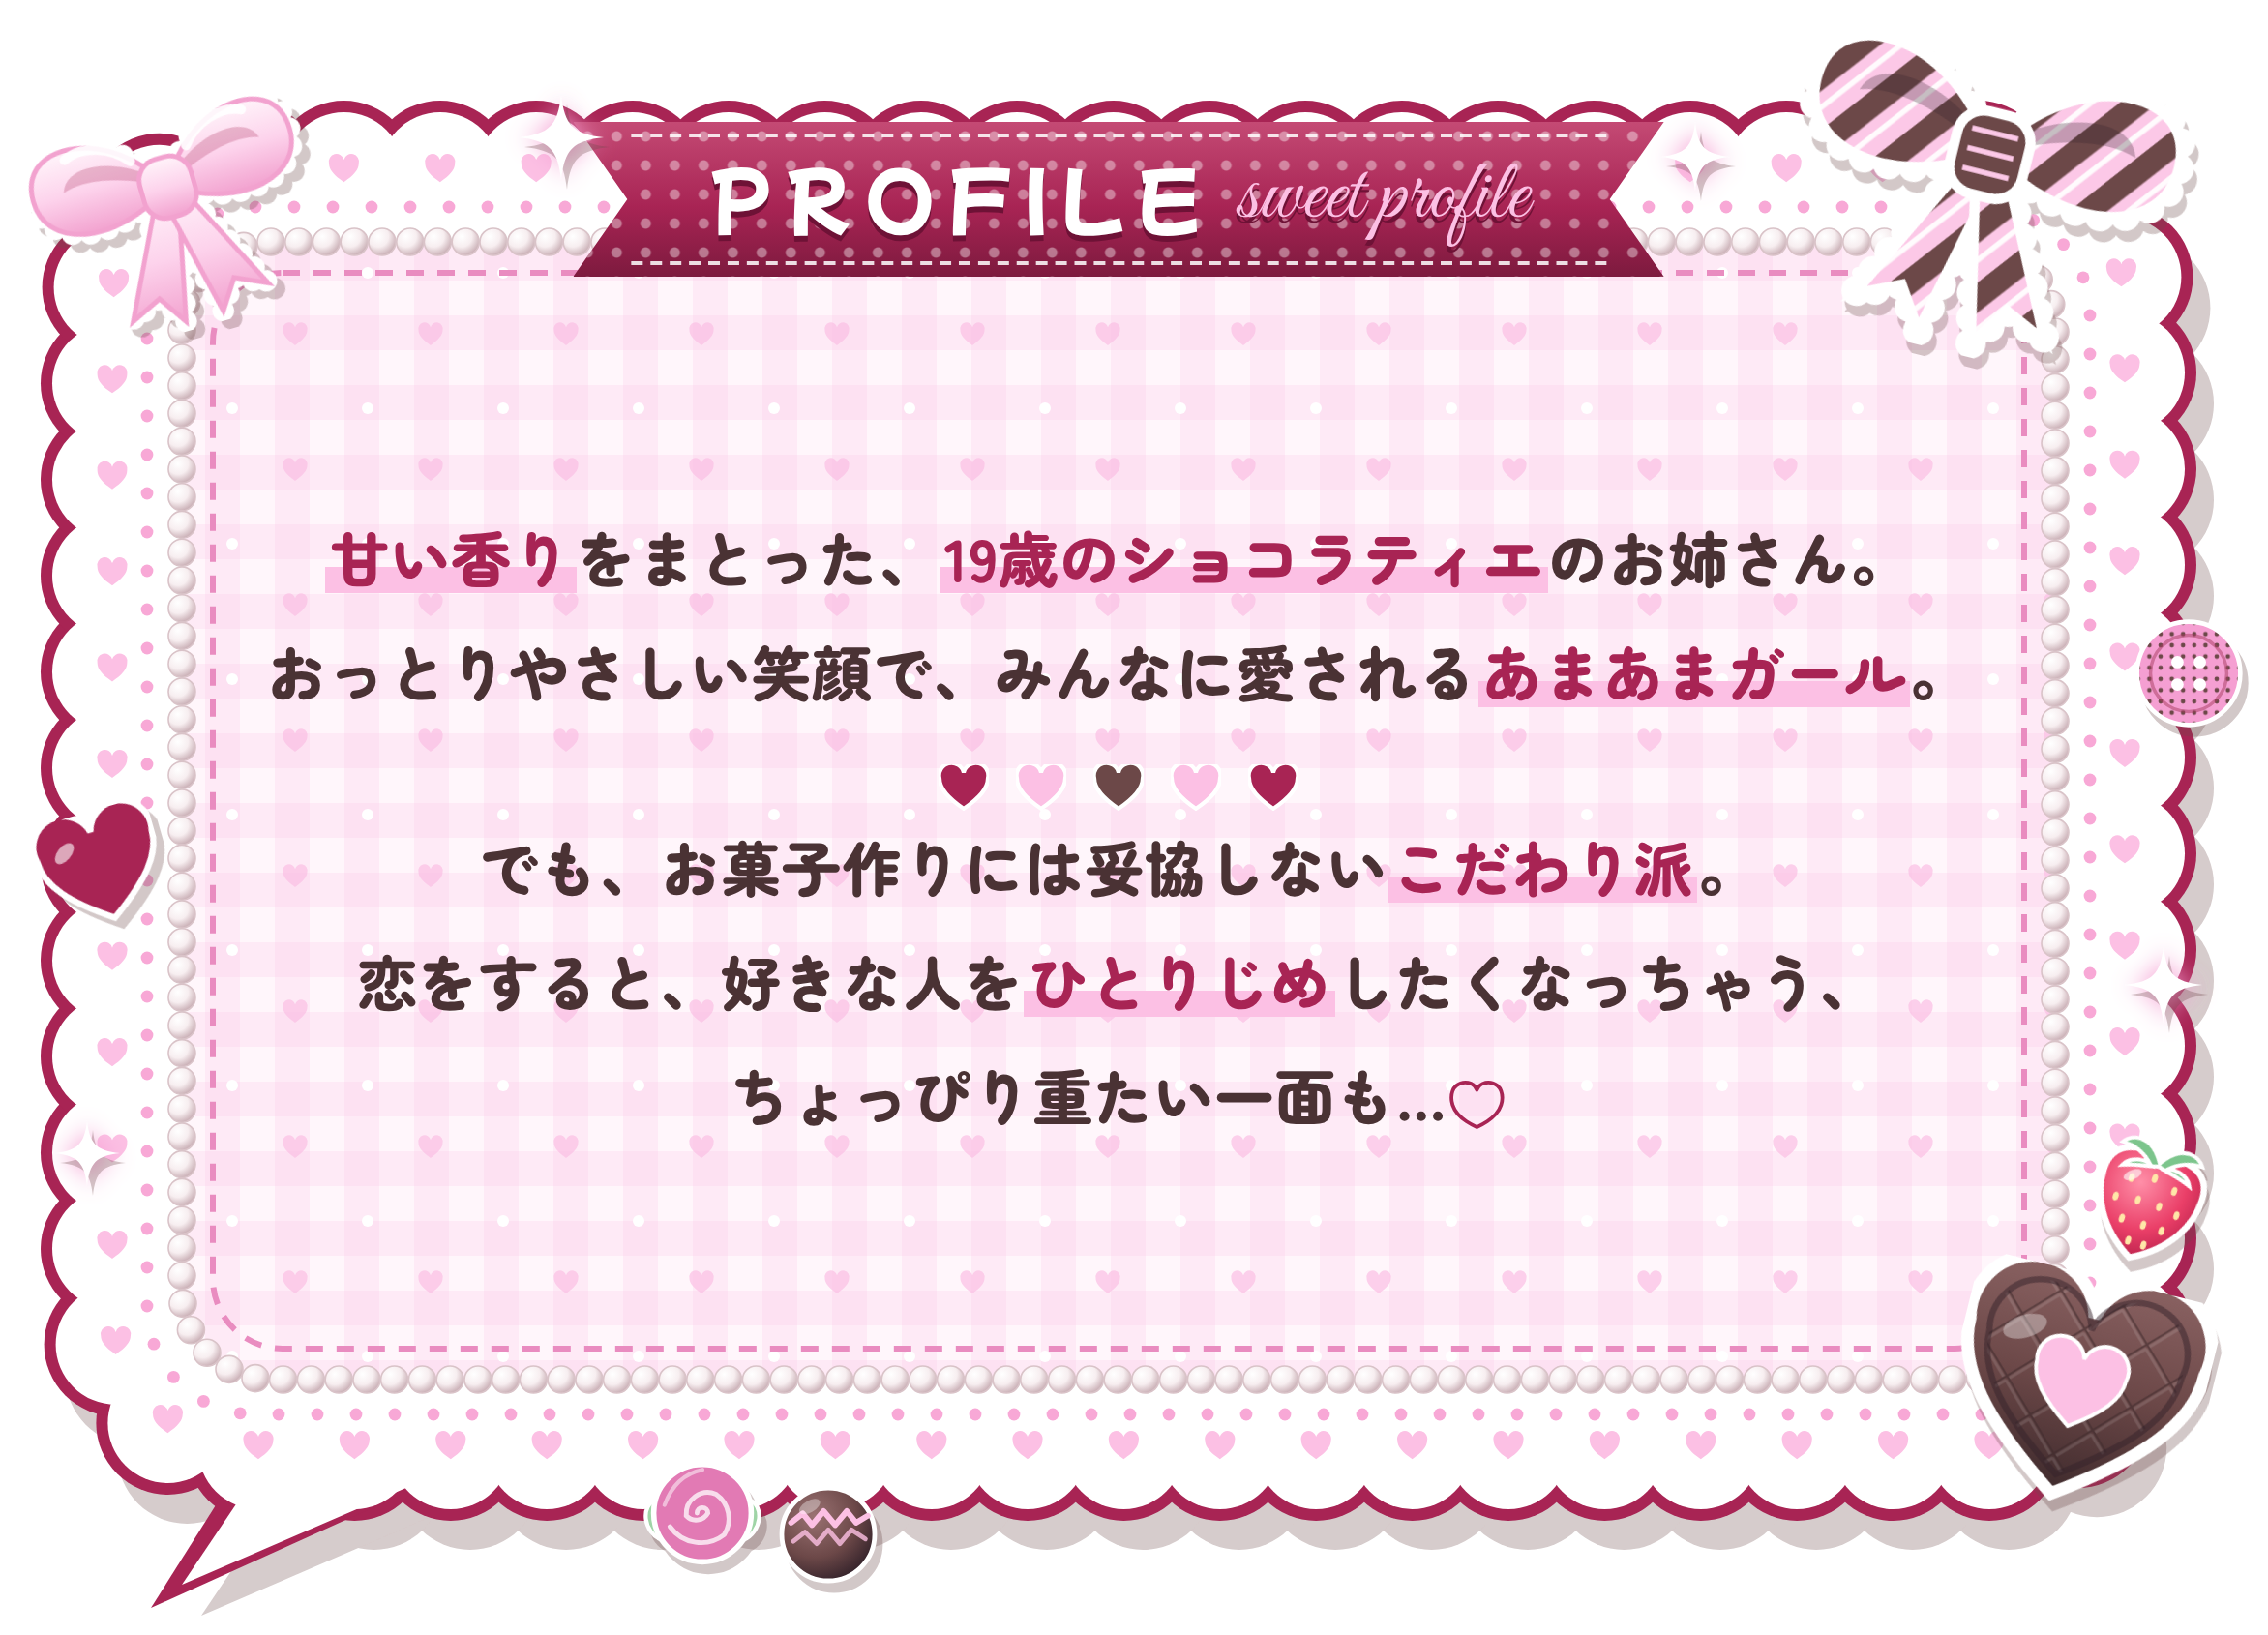 PROFILE sweet profile
甘い香りをまとった、19歳のショコラティエのお姉さん。
おっとりやさしい笑顔で、みんなに愛されるあまあまガール。
でも、お菓子作りには妥協しないこだわり派。
恋をすると、好きな人をひとりじめしたくなっちゃう、
ちょっぴり重たい一面も…♡